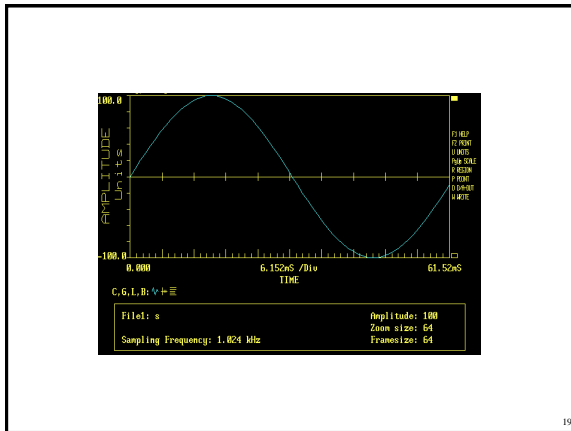 100.0
AMPLITUDE
Units
-100.0
F1 HELP
F2 PRINT
U UNITS
PgUp SCALE
R REGION
P POINT
D D/A-OUT
W WRITE
0.000
6.152mS /Div
61.52mS
TIME
C,G,L,B:
File1: s
Amplitude: 100
Zoom size: 64
Sampling Frequency: 1.024 kHz
Framesize: 64
19